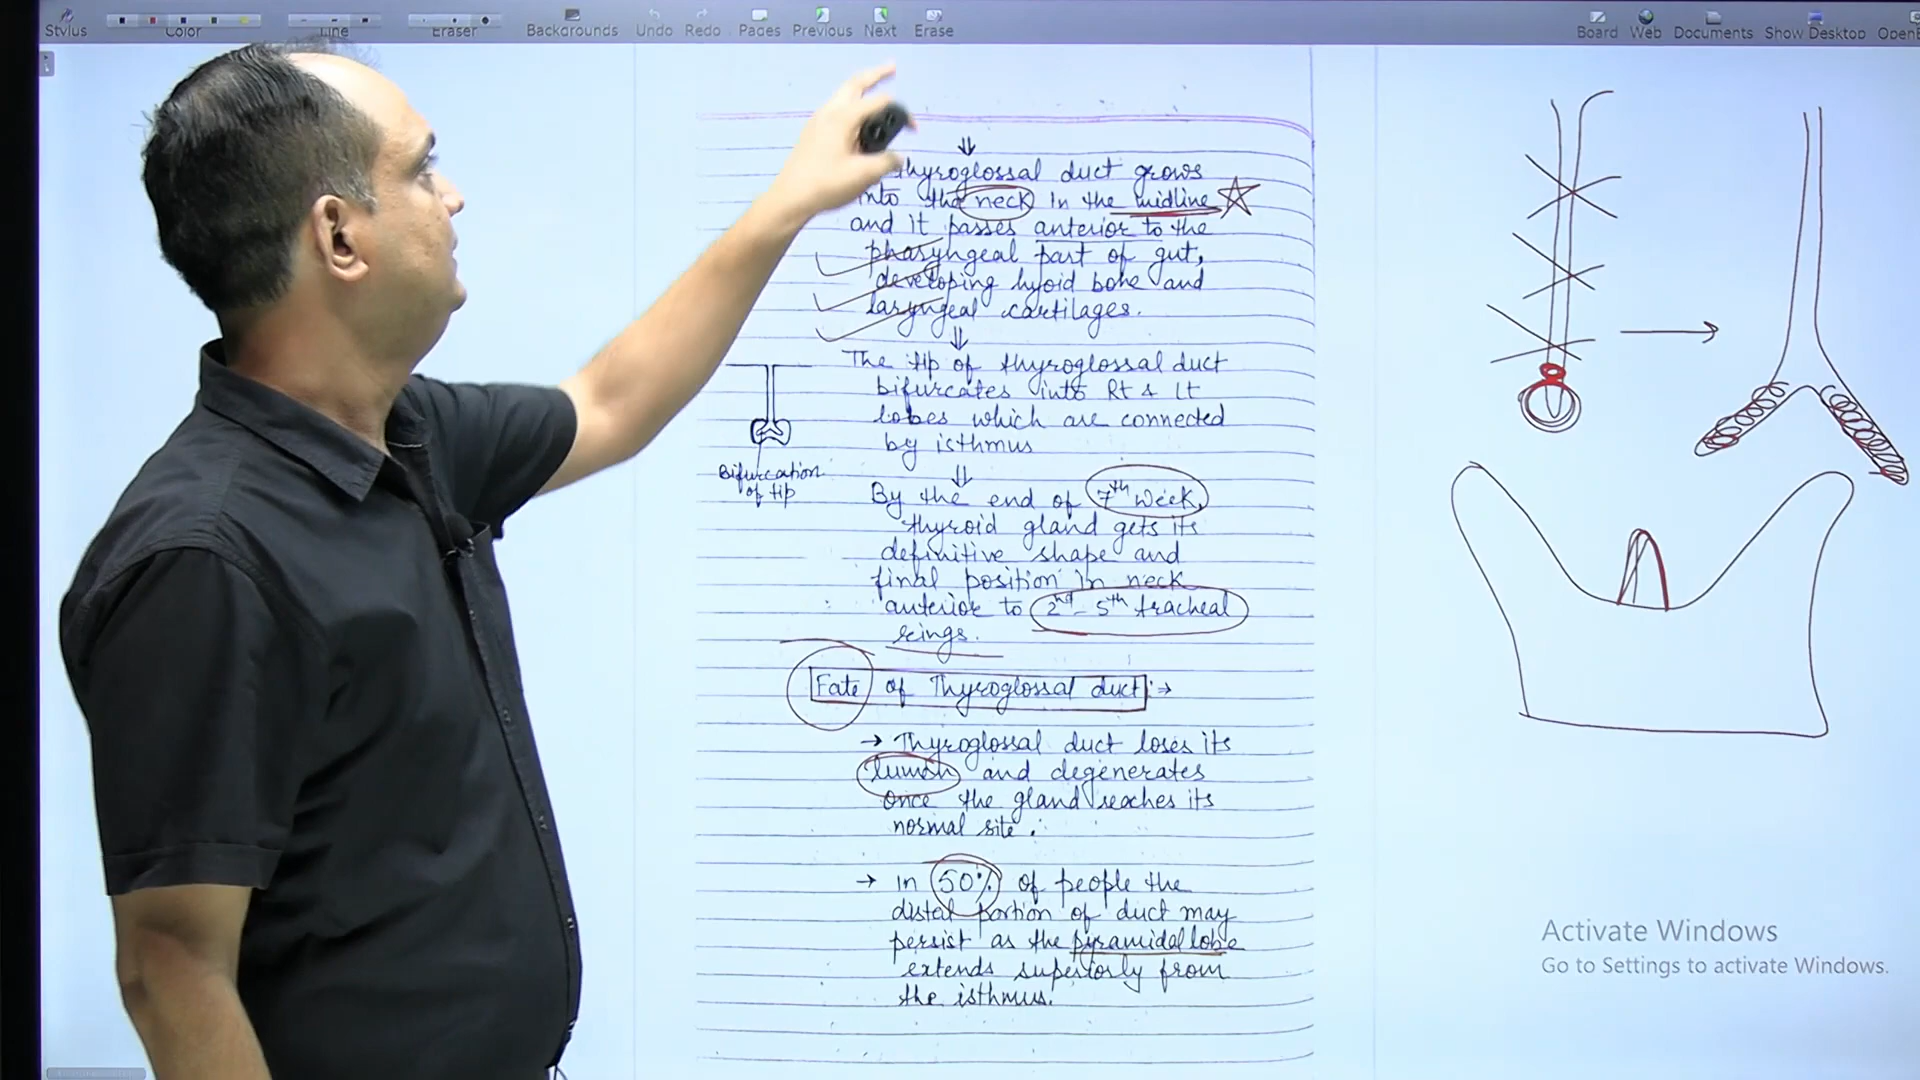 Stylus Color Line Eraser Backgrounds Undo Redo Pages Previous Next Erase Board Web Documents Show Desktop
thyroglossal duct grows
into the neck in the midline
and it passes anterior to the
pharyngeal part of gut,
developing hyoid bone and
laryngeal cartilages.
The tip of thyroglossal duct
bifurcates into Rt & Lt
lobes which are connected
by isthmus
Bifurcation
of tip
By the end of 7th week,
thyroid gland gets its
definitive shape and
final position in neck
anterior to 2nd - 5th tracheal
rings.
Fate of Thyroglossal duct :→
→ Thyroglossal duct loses its
lumen and degenerates
once the gland reaches its
normal site.
→ In 50% of people the
distal portion of duct may
persist as the pyramidal lobe
extends superiorly from
the isthmus.
Activate Windows
Go to Settings to activate Windows.